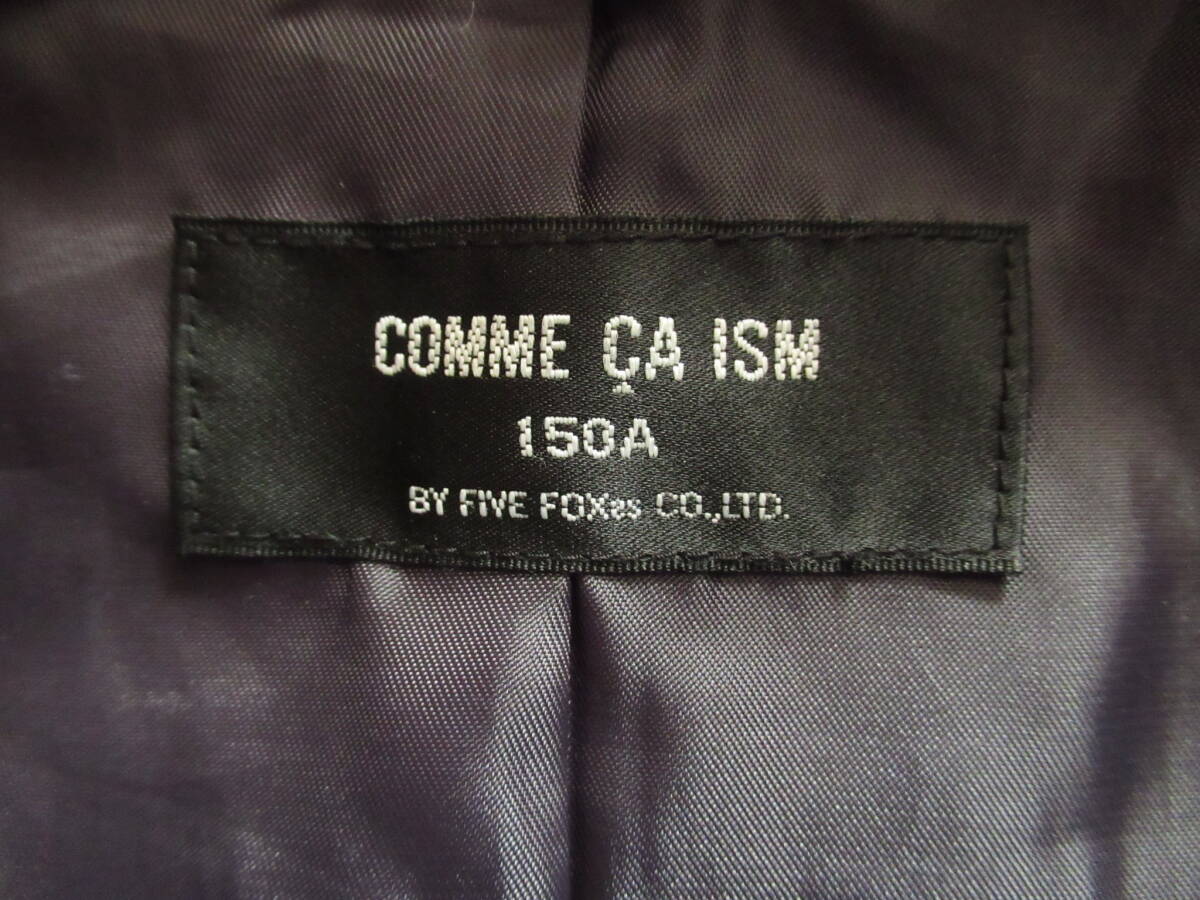 COMME ÇA ISM
150A
BY FIVE FOXes CO.,LTD.